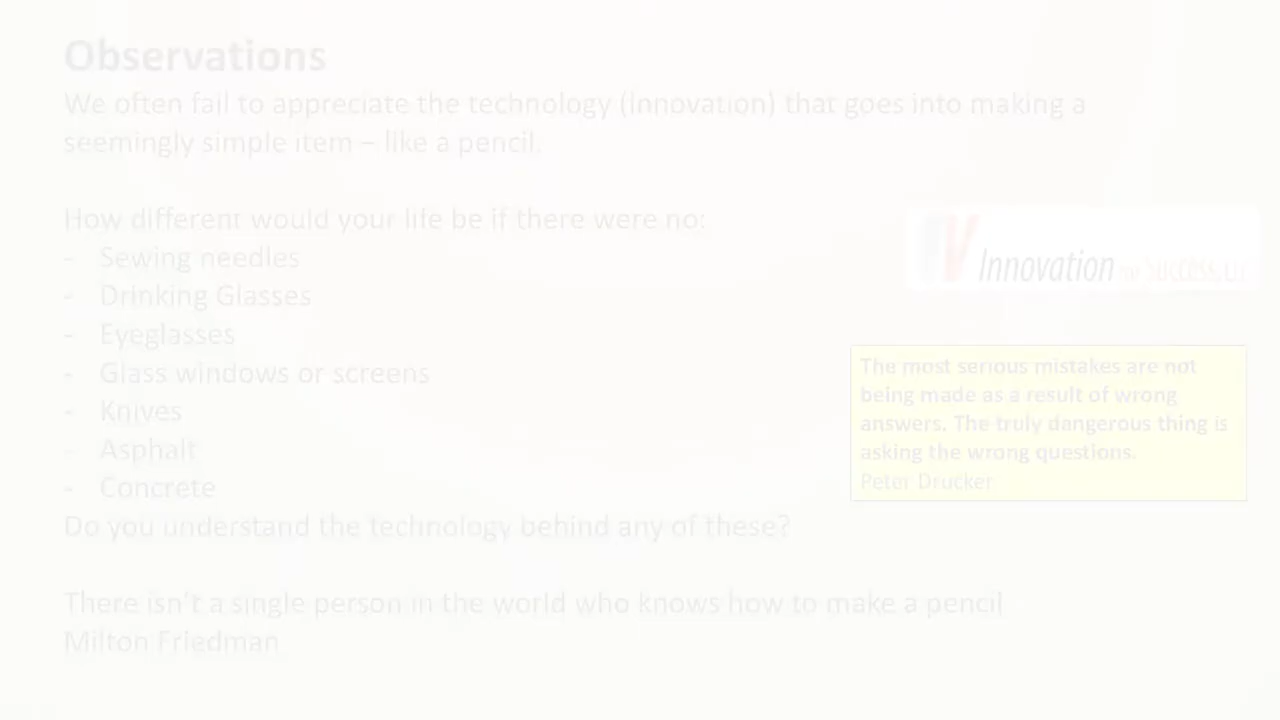 Observations
We often fail to appreciate the technology (innovation) that goes into making a
seemingly simple item – like a pencil.
How different would your life be if there were no:
- Sewing needles
- Drinking Glasses
- Eyeglasses
- Glass windows or screens
- Knives
- Asphalt
- Concrete
Do you understand the technology behind any of these?
There isn't a single person in the world who knows how to make a pencil
Milton Friedman
Innovation FOR SUCCESS, LLC
The most serious mistakes are not
being made as a result of wrong
answers. The truly dangerous thing is
asking the wrong questions.
Peter Drucker